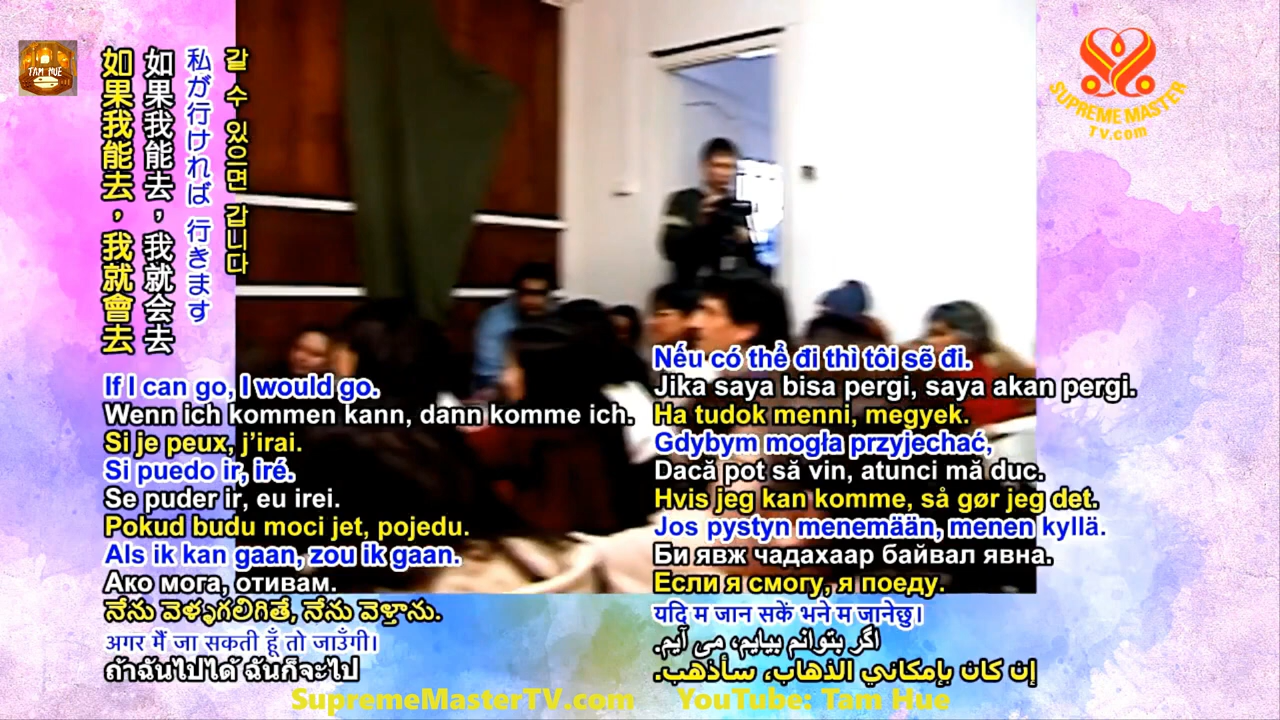 TAM HUE
如果我能去，我就會去
如果我能去，我就会去
私が行ければ 行きます
갈 수 있으면 갑니다
SUPREME MASTER
TV.com
If I can go, I would go.
Wenn ich kommen kann, dann komme ich.
Si je peux, j’irai.
Si puedo ir, iré.
Se puder ir, eu irei.
Pokud budu moci jet, pojedu.
Als ik kan gaan, zou ik gaan.
Ако мога, отивам.
నేను వెళ్ళగలిగితే, నేను వెళ్తాను.
अगर मैं जा सकती हूँ तो जाउँगी।
ถ้าฉันไปได้ ฉันก็จะไป
Nếu có thể đi thì tôi sẽ đi.
Jika saya bisa pergi, saya akan pergi.
Ha tudok menni, megyek.
Gdybym mogła przyjechać,
Dacă pot să vin, atunci mă duc.
Hvis jeg kan komme, så gør jeg det.
Jos pystyn menemään, menen kyllä.
Би явж чадахаар байвал явна.
Если я смогу, я поеду.
यदि म जान सकें भने म जानेछु।
اگر بتوانم بیایم، می آیم.
إن كان بإمكاني الذهاب، سأذهب.
SupremeMasterTV.com YouTube: Tam Hue